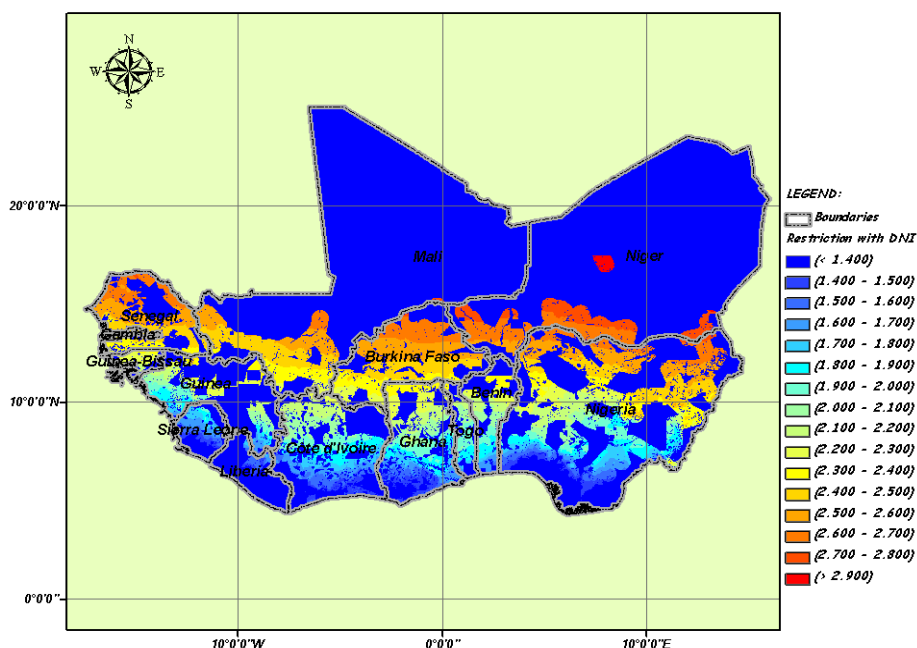 N
W E
S
20°0'0"N
10°0'0"N
0°0'0"
10°0'0"W
0°0'0"
10°0'0"E
Mali
Niger
Senegal
Gambia
Guinea-Bissau
Guinea
Sierra Leone
Liberia
Côte d'Ivoire
Burkina Faso
Ghana
Togo
Benin
Nigeria
LEGEND:
Boundaries
Restriction with DNI
(< 1.400)
(1.400 - 1.500)
(1.500 - 1.600)
(1.600 - 1.700)
(1.700 - 1.800)
(1.800 - 1.900)
(1.900 - 2.000)
(2.000 - 2.100)
(2.100 - 2.200)
(2.200 - 2.300)
(2.300 - 2.400)
(2.400 - 2.500)
(2.500 - 2.600)
(2.600 - 2.700)
(2.700 - 2.800)
(> 2.900)